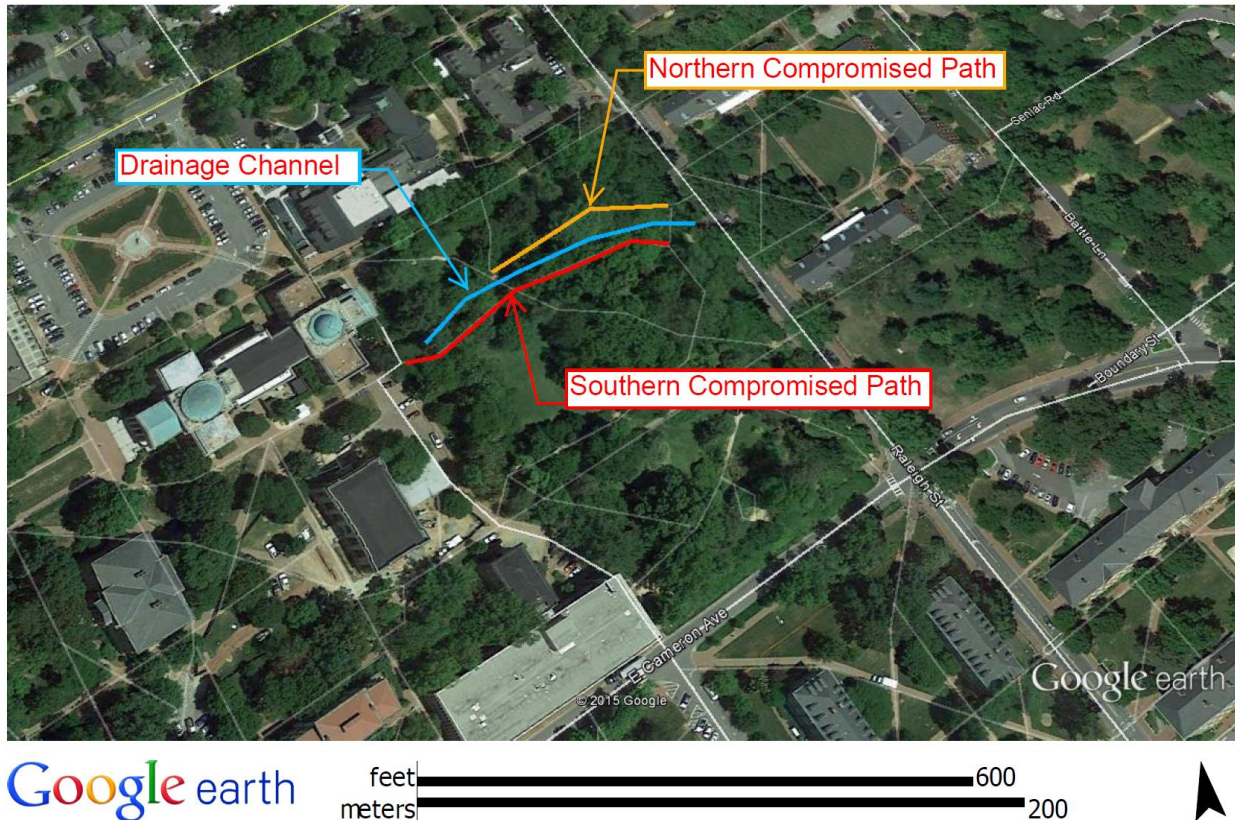 Northern Compromised Path
Senlac Rd
Drainage Channel
Battle Ln
Boundary St
Southern Compromised Path
Raleigh St
E Cameron Ave
Google earth
© 2015 Google
Google earth
feet 600
meters 200